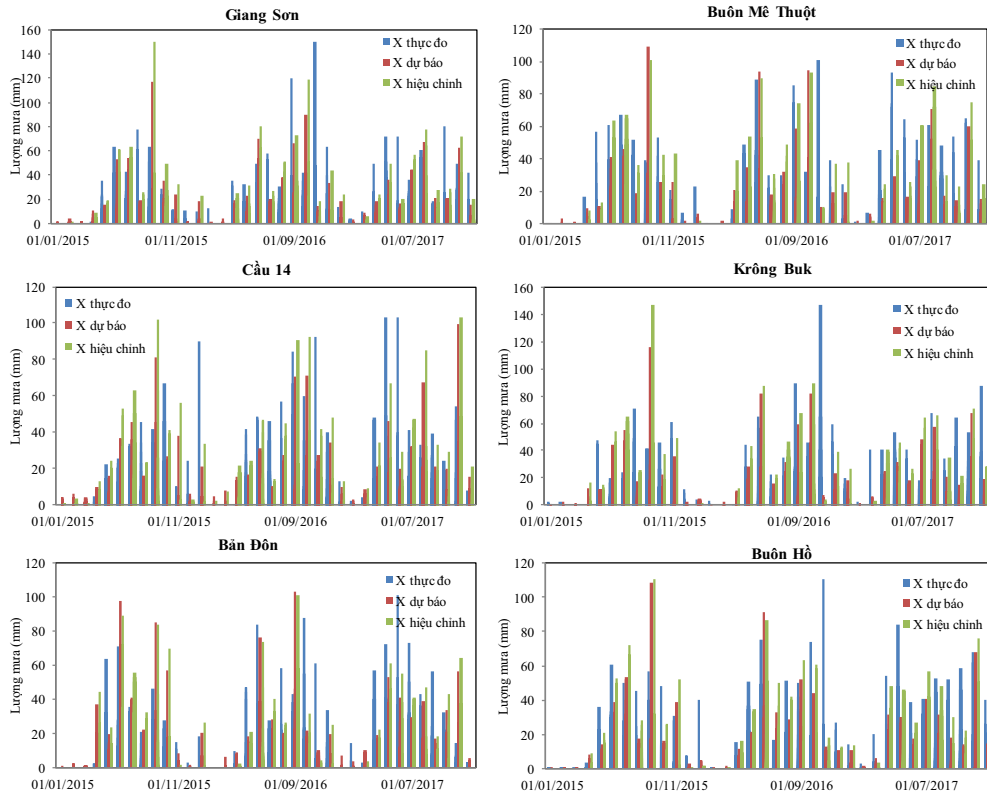 Giang Sơn
Lượng mưa (mm)
160
140
120
100
80
60
40
20
0
X thực đo
X dự báo
X hiệu chỉnh
01/01/2015 01/11/2015 01/09/2016 01/07/2017
Buôn Mê Thuột
Lượng mưa (mm)
120
100
80
60
40
20
0
X thực đo
X dự báo
X hiệu chỉnh
01/01/2015 01/11/2015 01/09/2016 01/07/2017
Cầu 14
Lượng mưa (mm)
120
100
80
60
40
20
0
X thực đo
X dự báo
X hiệu chỉnh
01/01/2015 01/11/2015 01/09/2016 01/07/2017
Krông Buk
Lượng mưa (mm)
160
140
120
100
80
60
40
20
0
X thực đo
X dự báo
X hiệu chỉnh
01/01/2015 01/11/2015 01/09/2016 01/07/2017
Bản Đôn
Lượng mưa (mm)
120
100
80
60
40
20
0
X thực đo
X dự báo
X hiệu chỉnh
01/01/2015 01/11/2015 01/09/2016 01/07/2017
Buôn Hồ
Lượng mưa (mm)
120
100
80
60
40
20
0
X thực đo
X dự báo
X hiệu chỉnh
01/01/2015 01/11/2015 01/09/2016 01/07/2017